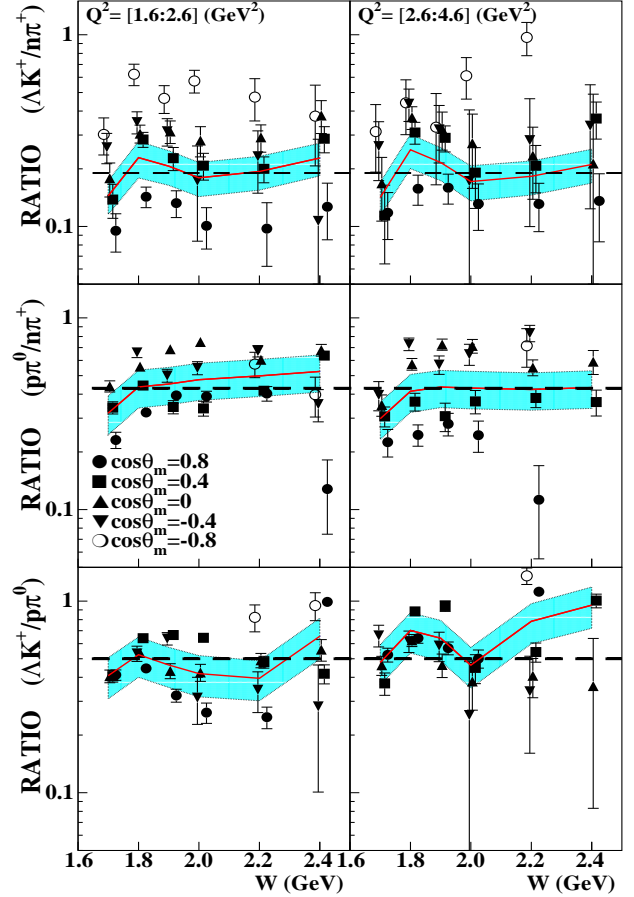 Q²= [1.6:2.6] (GeV²) Q²= [2.6:4.6] (GeV²)
RATIO (ΛK⁺/nπ⁺)
1
0.1
RATIO (pπ⁰/nπ⁺)
1
0.1
cosθm=0.8
cosθm=0.4
cosθm=0
cosθm=-0.4
cosθm=-0.8
RATIO (ΛK⁺/pπ⁰)
1
0.1
1.6 1.8 2.0 2.2 2.4 1.6 1.8 2.0 2.2 2.4
W (GeV) W (GeV)